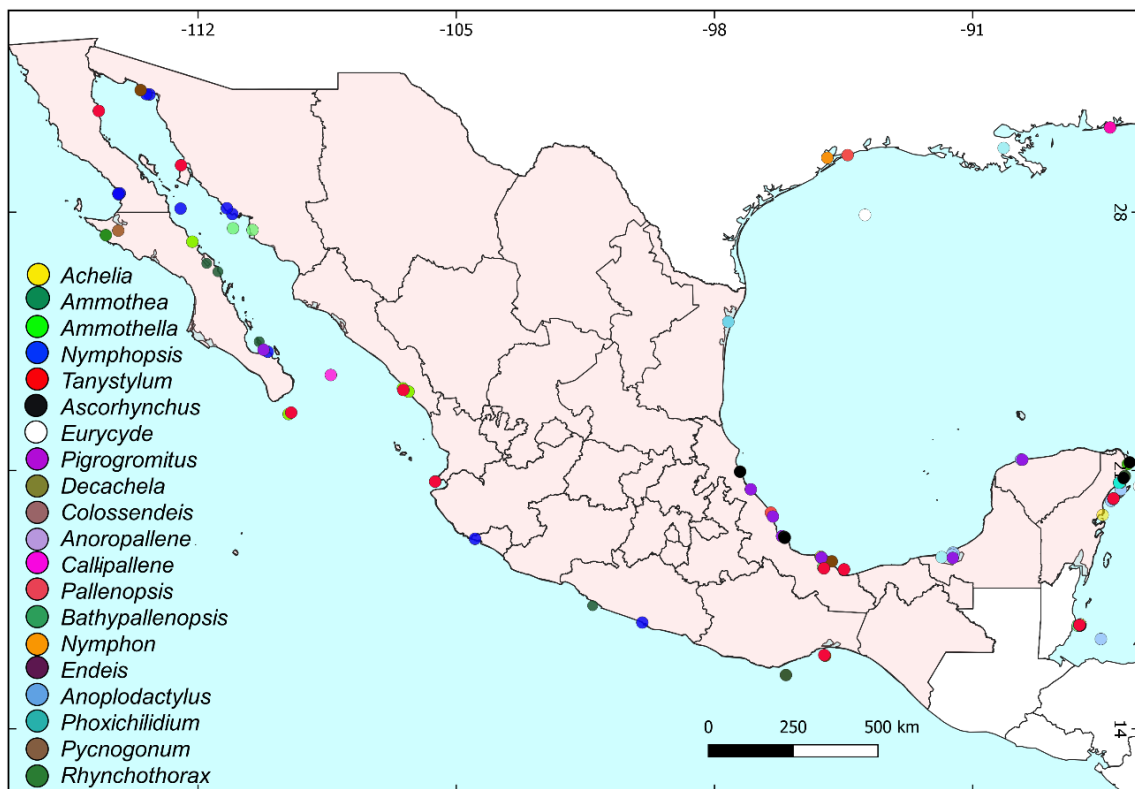 -112 -105 -98 -91
28
Achelia
Ammothea
Ammothella
Nymphopsis
Tanystylum
Ascorhynchus
Eurycyde
Pigrogromitus
Decachela
Colossendeis
Anoropallene
Callipallene
Pallenopsis
Bathypallenopsis
Nymphon
Endeis
Anoplodactylus
Phoxichilidium
Pycnogonum
Rhynchothorax
21
14
0 250 500 km